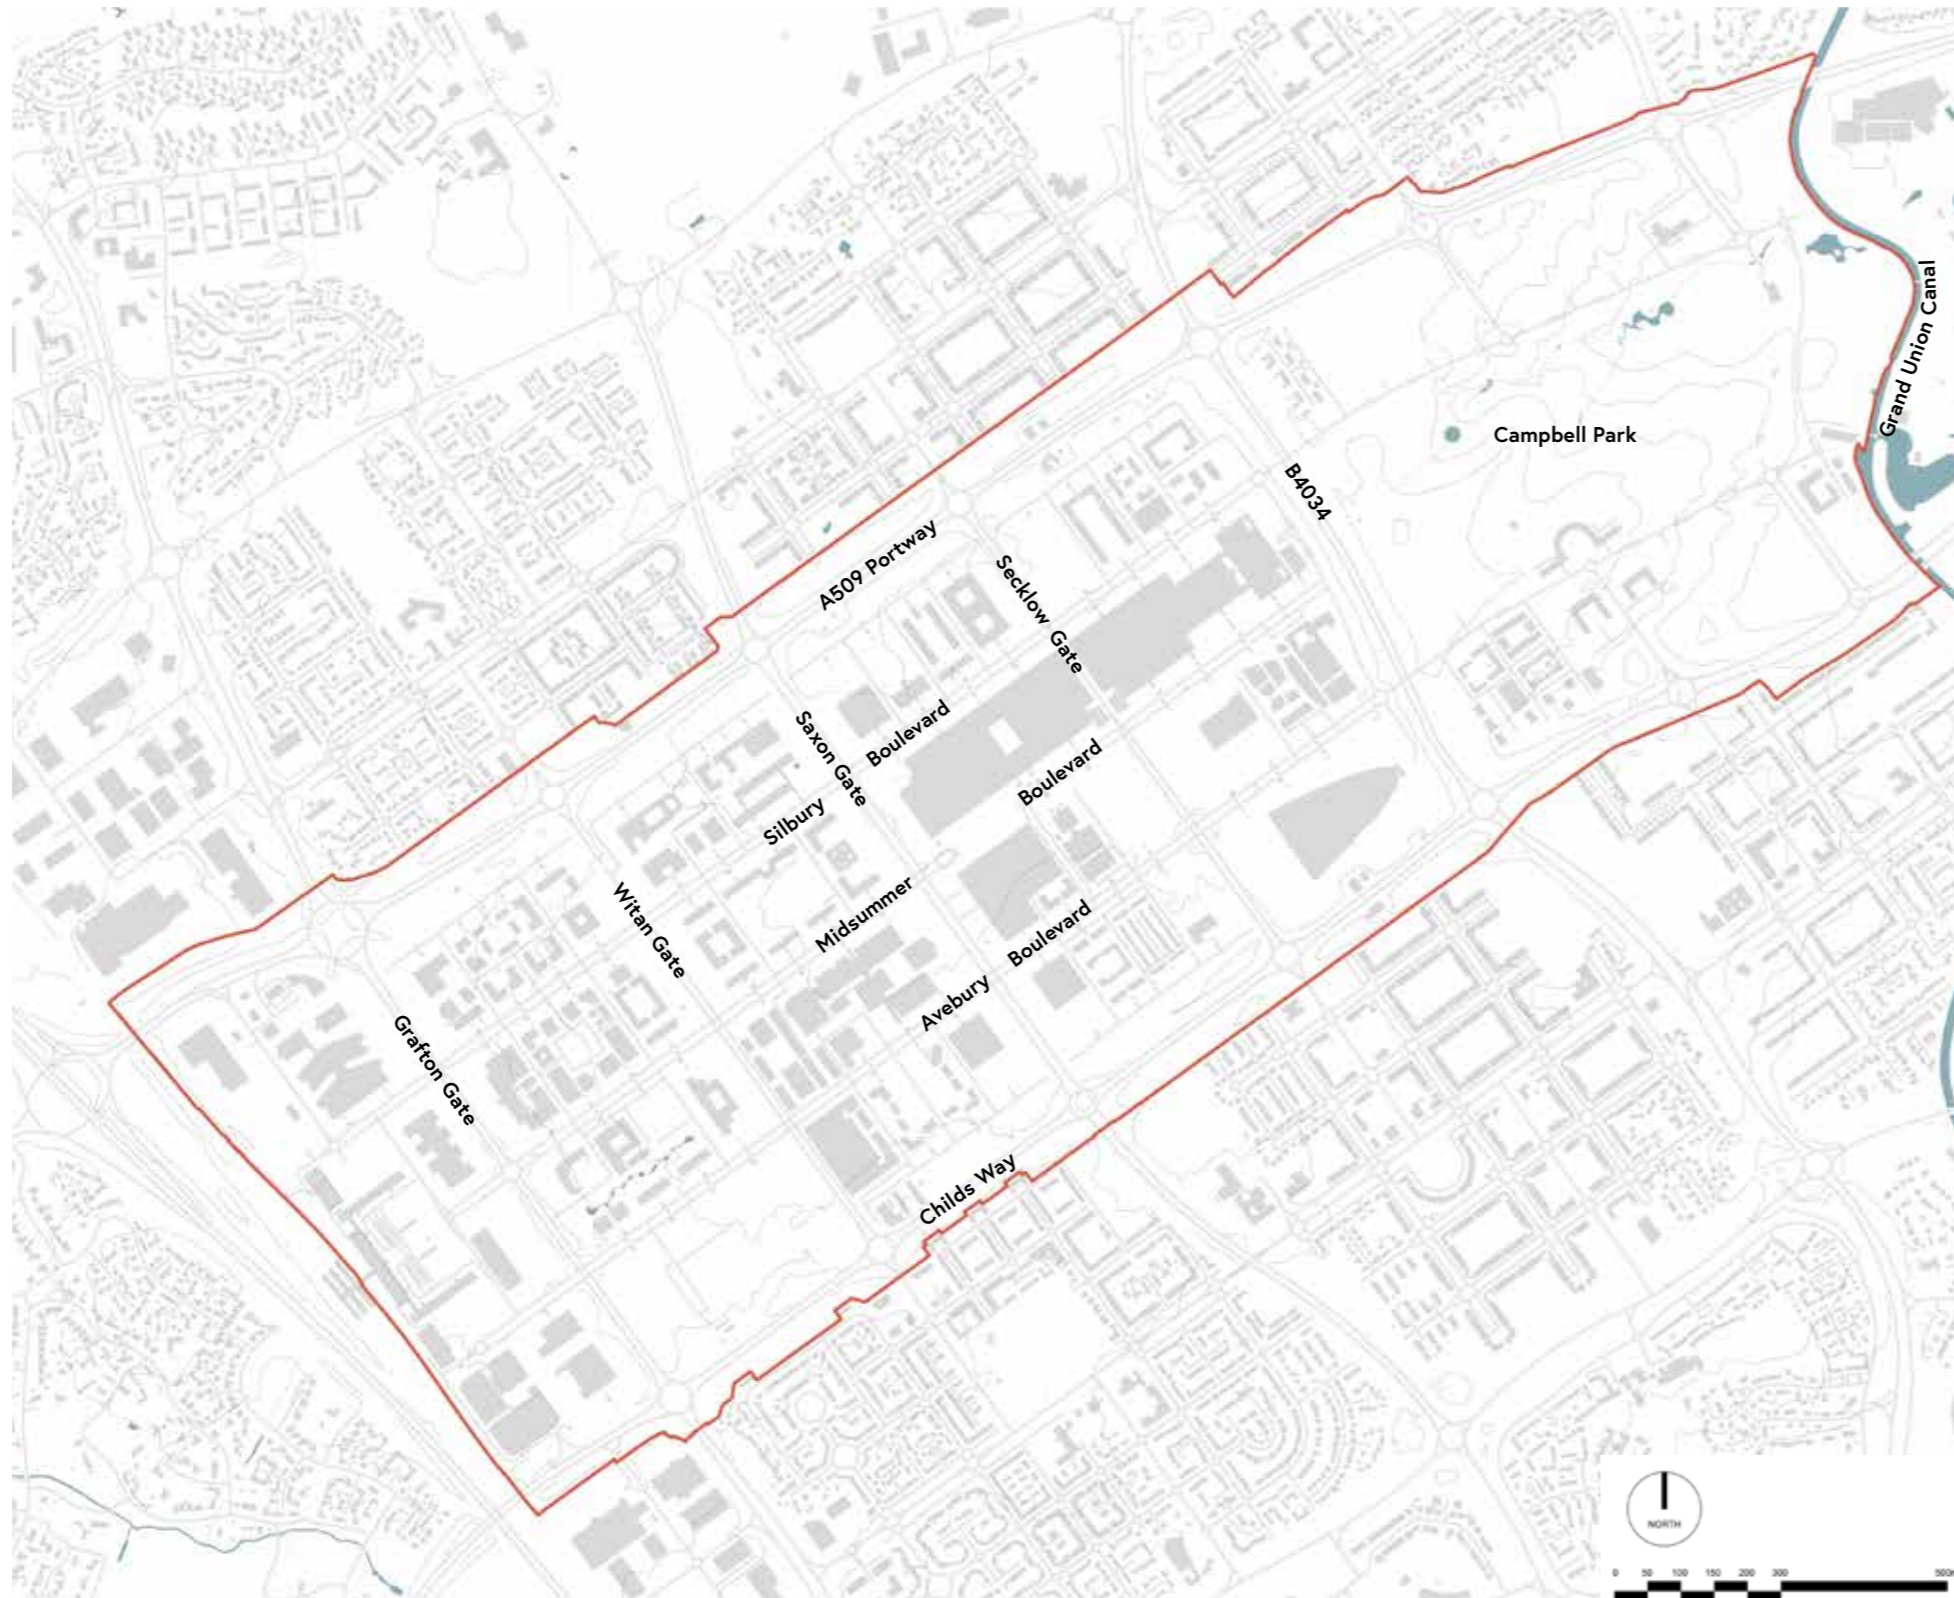 Grand Union Canal
Campbell Park
B4034
A509 Portway
Secklow Gate
Saxon Gate
Silbury Boulevard
Midsummer Boulevard
Witan Gate
Avebury Boulevard
Grafton Gate
Childs Way
NORTH
0 50 100 150 200 300 500m